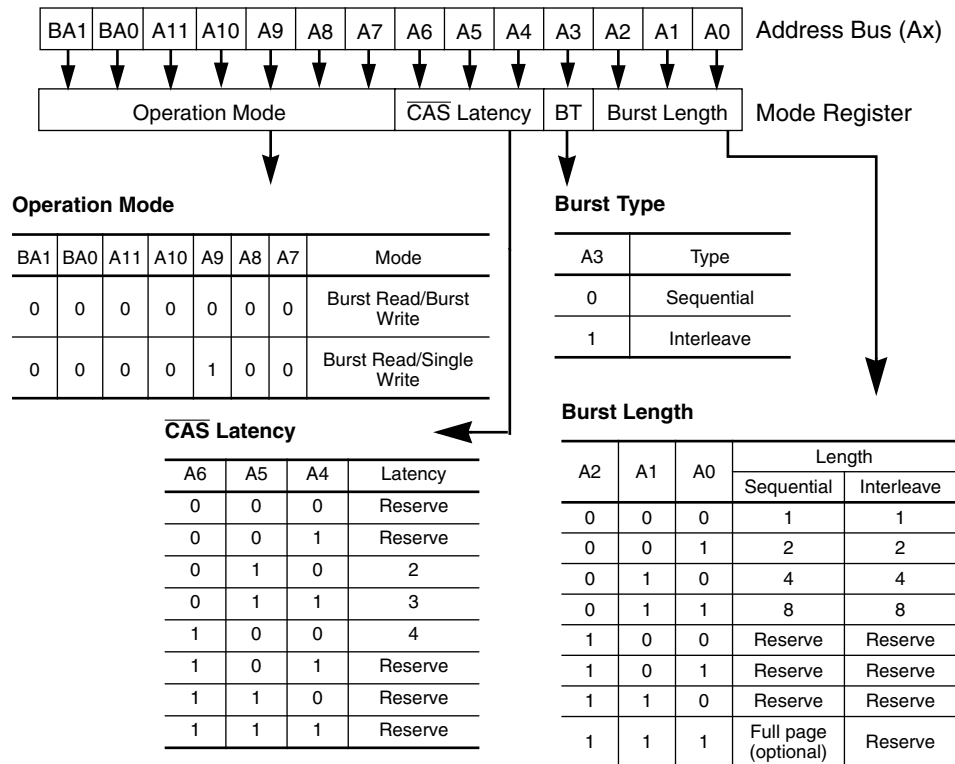 BA1 BA0 A11 A10 A9 A8 A7 A6 A5 A4 A3 A2 A1 A0 Address Bus (Ax)
Operation Mode C̅A̅S̅ Latency BT Burst Length Mode Register
Operation Mode
BA1 BA0 A11 A10 A9 A8 A7 Mode
0 0 0 0 0 0 0 Burst Read/Burst
Write
0 0 0 0 1 0 0 Burst Read/Single
Write
Burst Type
A3 Type
0 Sequential
1 Interleave
C̅A̅S̅ Latency
A6 A5 A4 Latency
0 0 0 Reserve
0 0 1 Reserve
0 1 0 2
0 1 1 3
1 0 0 4
1 0 1 Reserve
1 1 0 Reserve
1 1 1 Reserve
Burst Length
A2 A1 A0 Length
Sequential Interleave
0 0 0 1 1
0 0 1 2 2
0 1 0 4 4
0 1 1 8 8
1 0 0 Reserve Reserve
1 0 1 Reserve Reserve
1 1 0 Reserve Reserve
1 1 1 Full page
(optional) Reserve